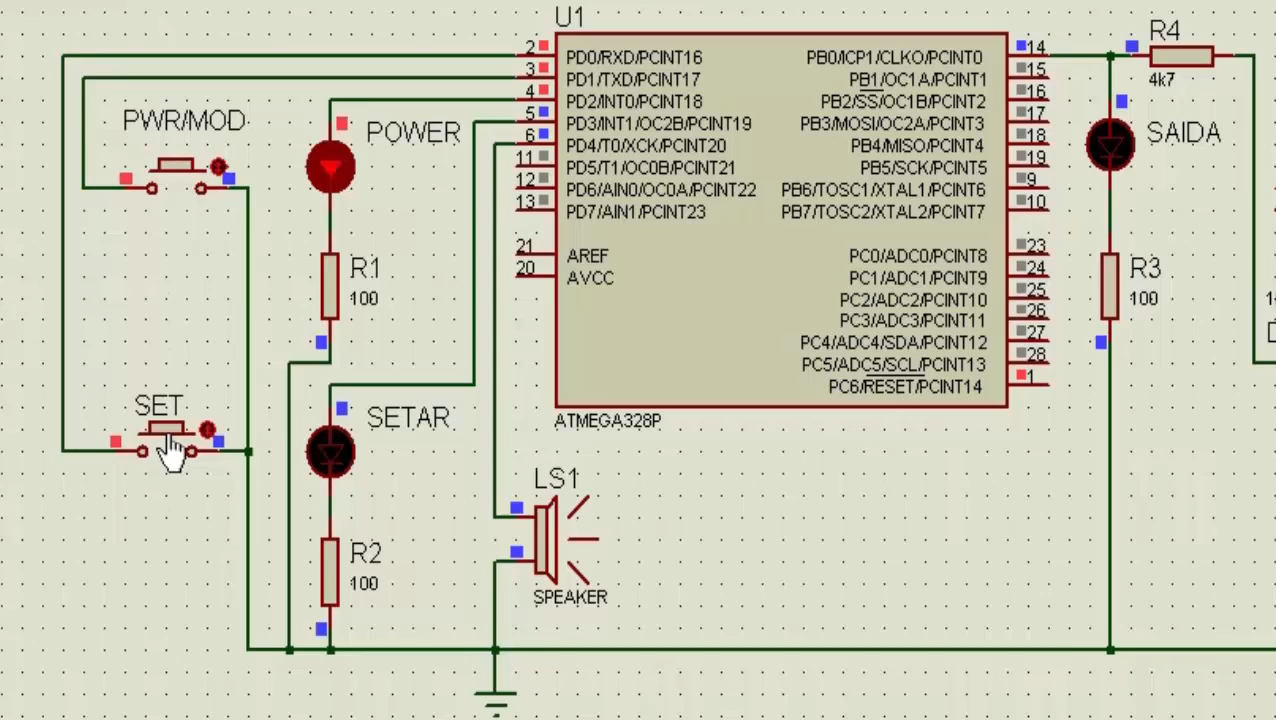 U1
R4
4k7
2 PD0/RXD/PCINT16
3 PD1/TXD/PCINT17
4 PD2/INT0/PCINT18
5 PD3/INT1/OC2B/PCINT19
6 PD4/T0/XCK/PCINT20
11 PD5/T1/OC0B/PCINT21
12 PD6/AIN0/OC0A/PCINT22
13 PD7/AIN1/PCINT23
21 AREF
20 AVCC
PB0/ICP1/CLKO/PCINT0 14
PB1/OC1A/PCINT1 15
PB2/SS/OC1B/PCINT2 16
PB3/MOSI/OC2A/PCINT3 17
PB4/MISO/PCINT4 18
PB5/SCK/PCINT5 19
PB6/TOSC1/XTAL1/PCINT6 9
PB7/TOSC2/XTAL2/PCINT7 10
PC0/ADC0/PCINT8 23
PC1/ADC1/PCINT9 24
PC2/ADC2/PCINT10 25
PC3/ADC3/PCINT11 26
PC4/ADC4/SDA/PCINT12 27
PC5/ADC5/SCL/PCINT13 28
PC6/RESET/PCINT14 1
ATMEGA328P
PWR/MOD
POWER
SAIDA
R1
100
R3
100
SET
SETAR
R2
100
LS1
SPEAKER